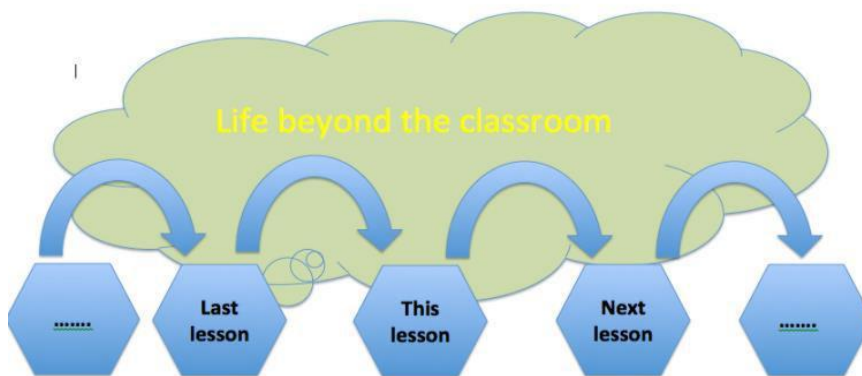 Life beyond the classroom
.......
Last
lesson
This
lesson
Next
lesson
.......